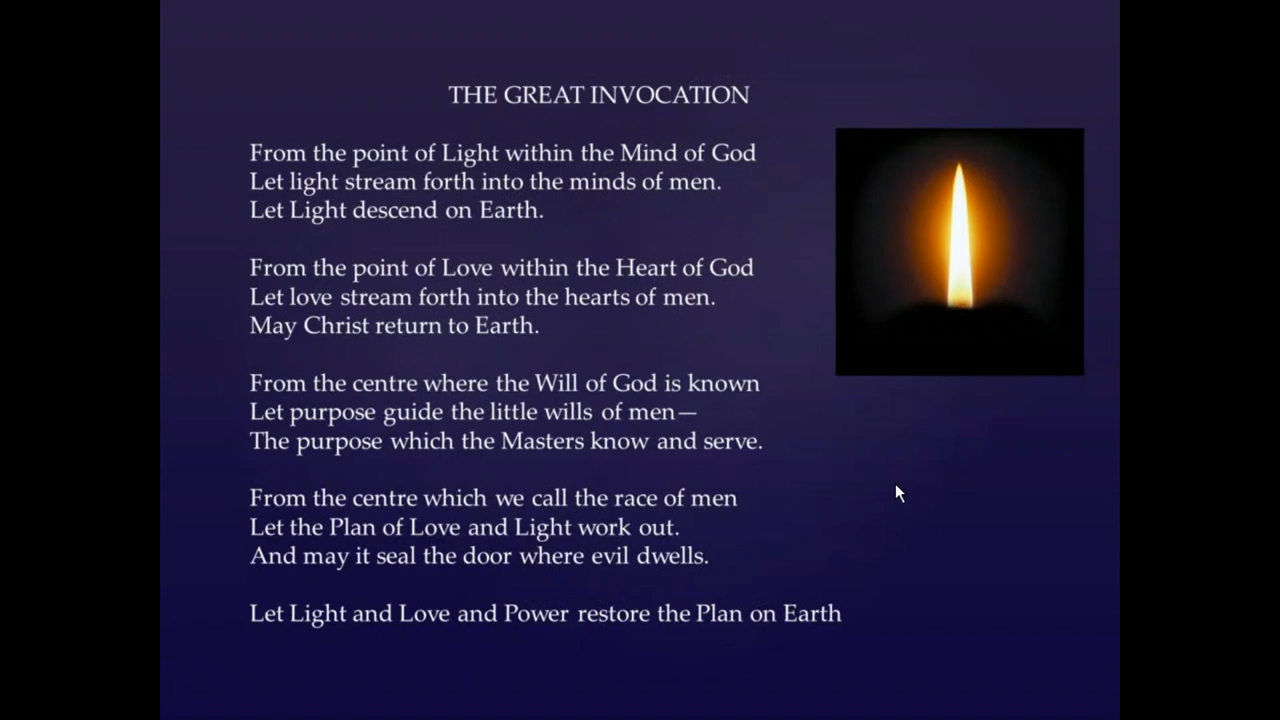 THE GREAT INVOCATION
From the point of Light within the Mind of God
Let light stream forth into the minds of men.
Let Light descend on Earth.
From the point of Love within the Heart of God
Let love stream forth into the hearts of men.
May Christ return to Earth.
From the centre where the Will of God is known
Let purpose guide the little wills of men—
The purpose which the Masters know and serve.
From the centre which we call the race of men
Let the Plan of Love and Light work out.
And may it seal the door where evil dwells.
Let Light and Love and Power restore the Plan on Earth